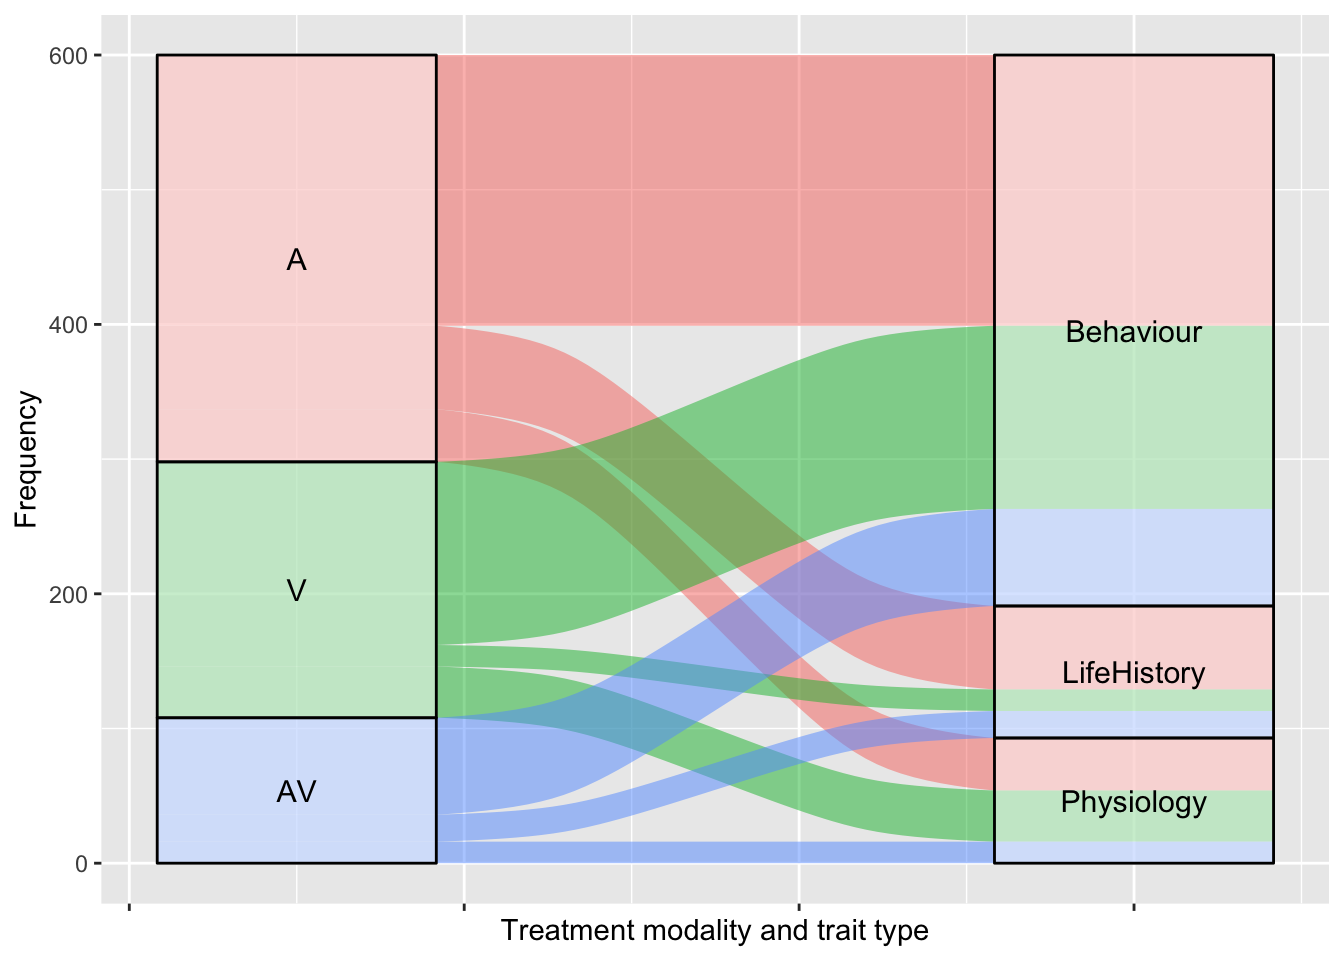 600
400
200
0
Frequency
A
V
AV
Behaviour
LifeHistory
Physiology
Treatment modality and trait type